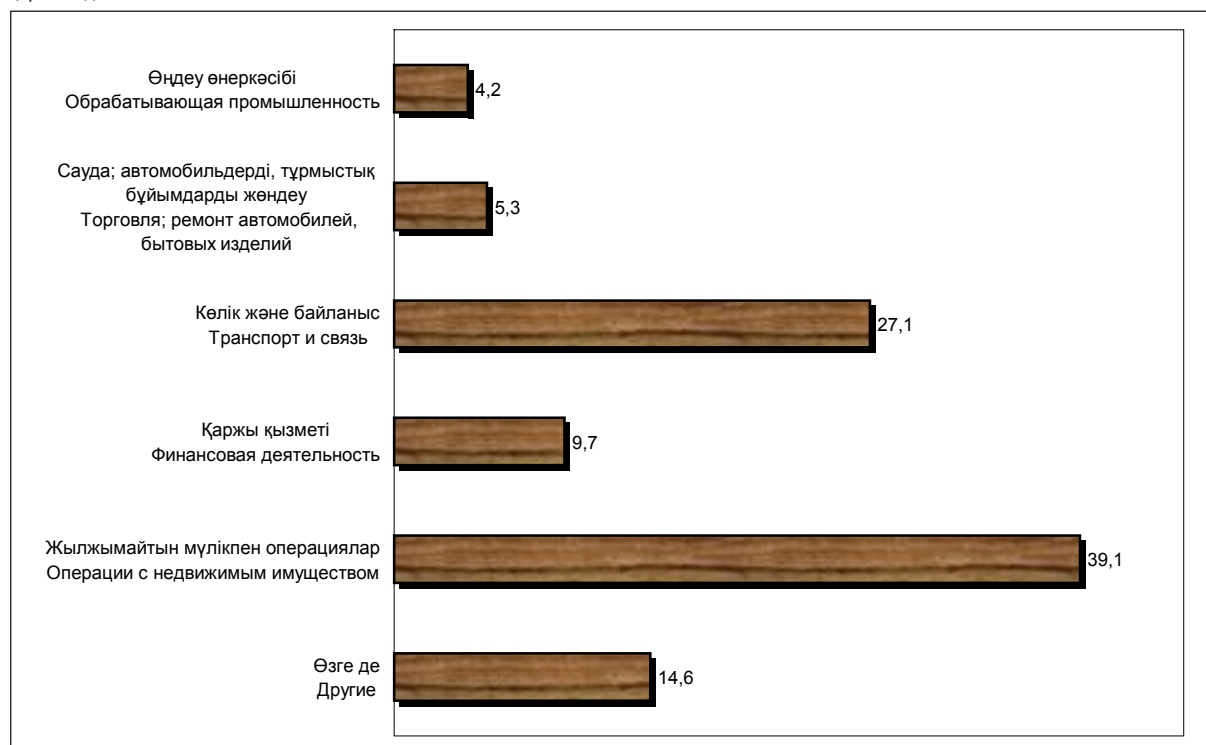 Өңдеу өнеркәсібі
Обрабатывающая промышленность
4,2
Сауда; автомобильдерді, тұрмыстық
бұйымдарды жөндеу
Торговля; ремонт автомобилей,
бытовых изделий
5,3
Көлік және байланыс
Транспорт и связь
27,1
Қаржы қызметі
Финансовая деятельность
9,7
Жылжымайтын мүлікпен операциялар
Операции с недвижимым имуществом
39,1
Өзге де
Другие
14,6